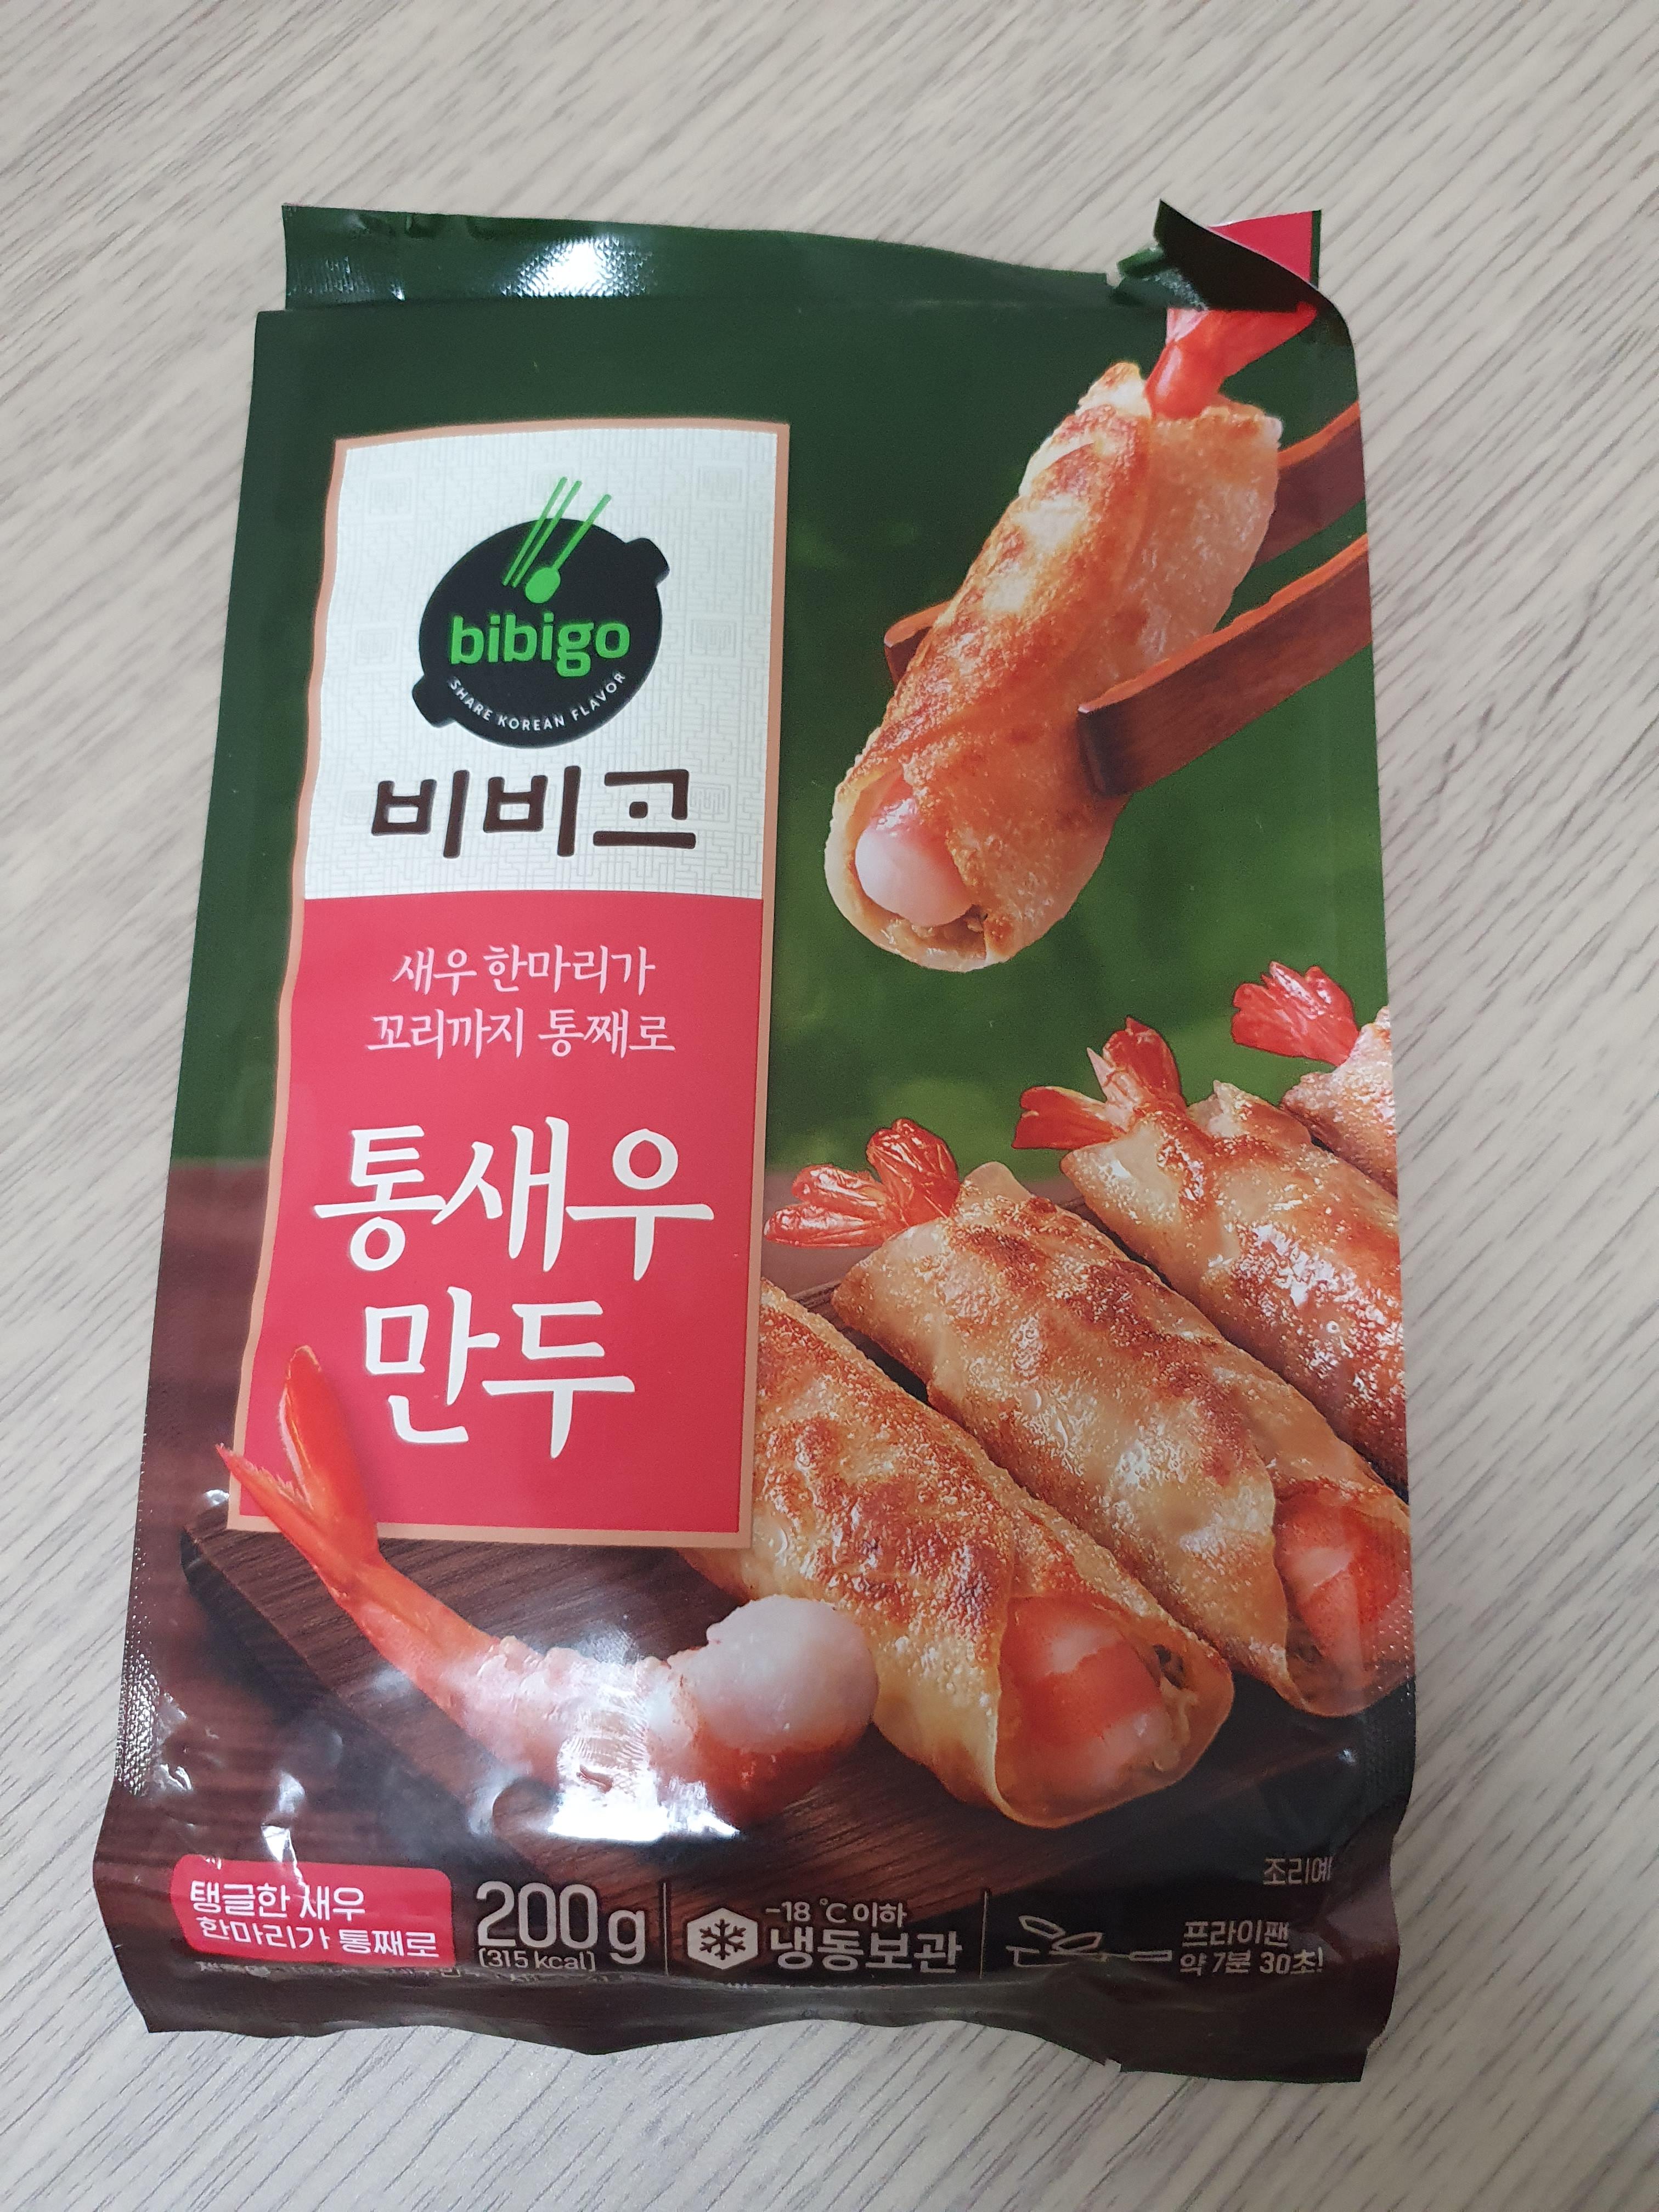 bibigo
SHARE KOREAN FLAVOR
비비고
새우 한마리가
꼬리까지 통째로
통새우
만두
조리예
탱글한 새우
한마리가 통째로
200g
(315 kcal)
-18℃이하
냉동보관
프라이팬
약 7분 30초!